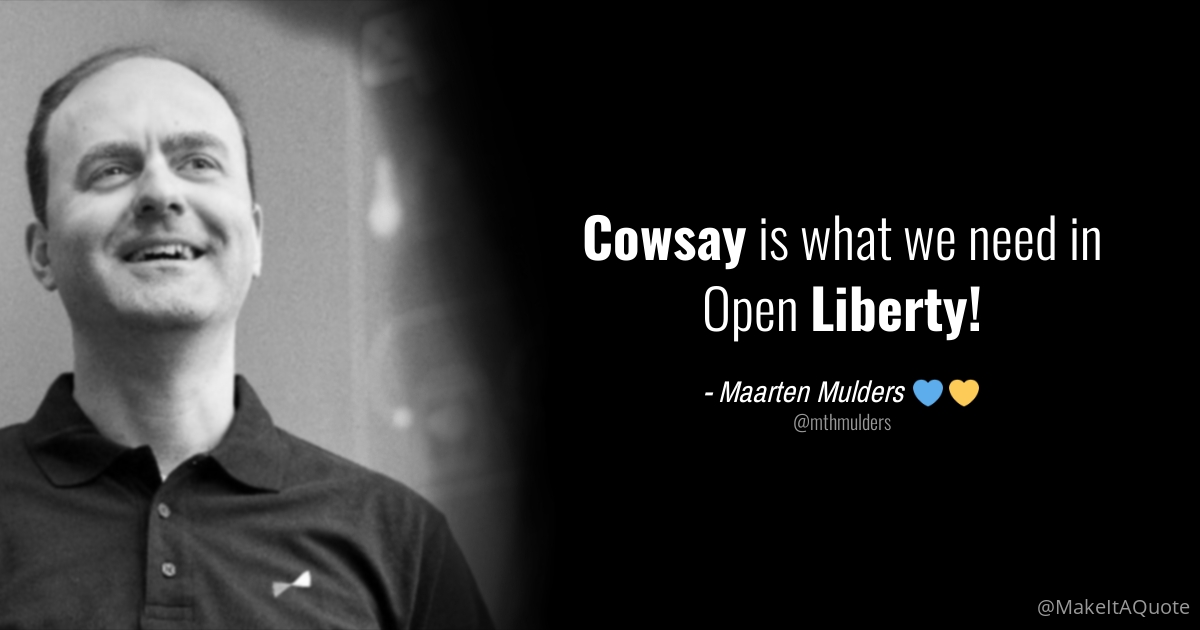 Cowsay is what we need in
Open Liberty!
- Maarten Mulders 💙💛
@mthmulders
@MakeItAQuote